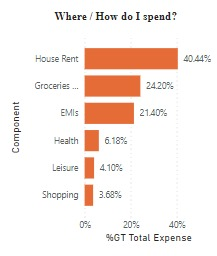 Where / How do I spend?
Component
House Rent 40.44%
Groceries ... 24.20%
EMIs 21.40%
Health 6.18%
Leisure 4.10%
Shopping 3.68%
0% 20% 40%
%GT Total Expense